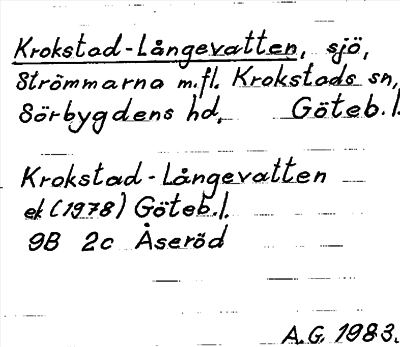 Krokstad-Långevatten, sjö,
Strömmarna m.fl. Krokstads sn,
Sörbygdens hd, Göteb.l.
Krokstad-Långevatten
ek (1978) Göteb.l.
9B 2c Åseröd
A.G. 1983.